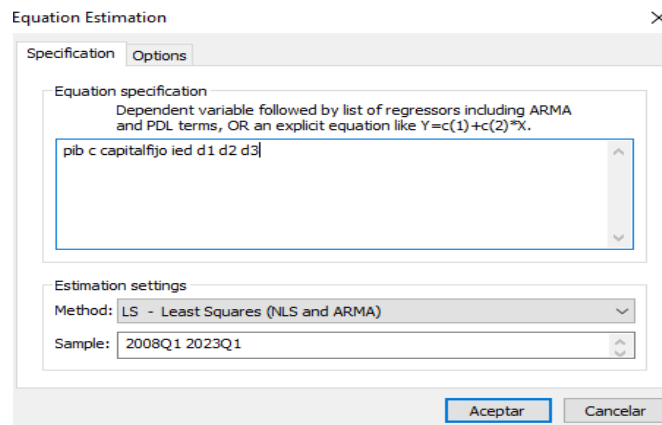 Equation Estimation
Specification Options
Equation specification
Dependent variable followed by list of regressors including ARMA
and PDL terms, OR an explicit equation like Y=c(1)+c(2)*X.
pib c capitalfijo ied d1 d2 d3
Estimation settings
Method: LS - Least Squares (NLS and ARMA)
Sample: 2008Q1 2023Q1
Aceptar Cancelar